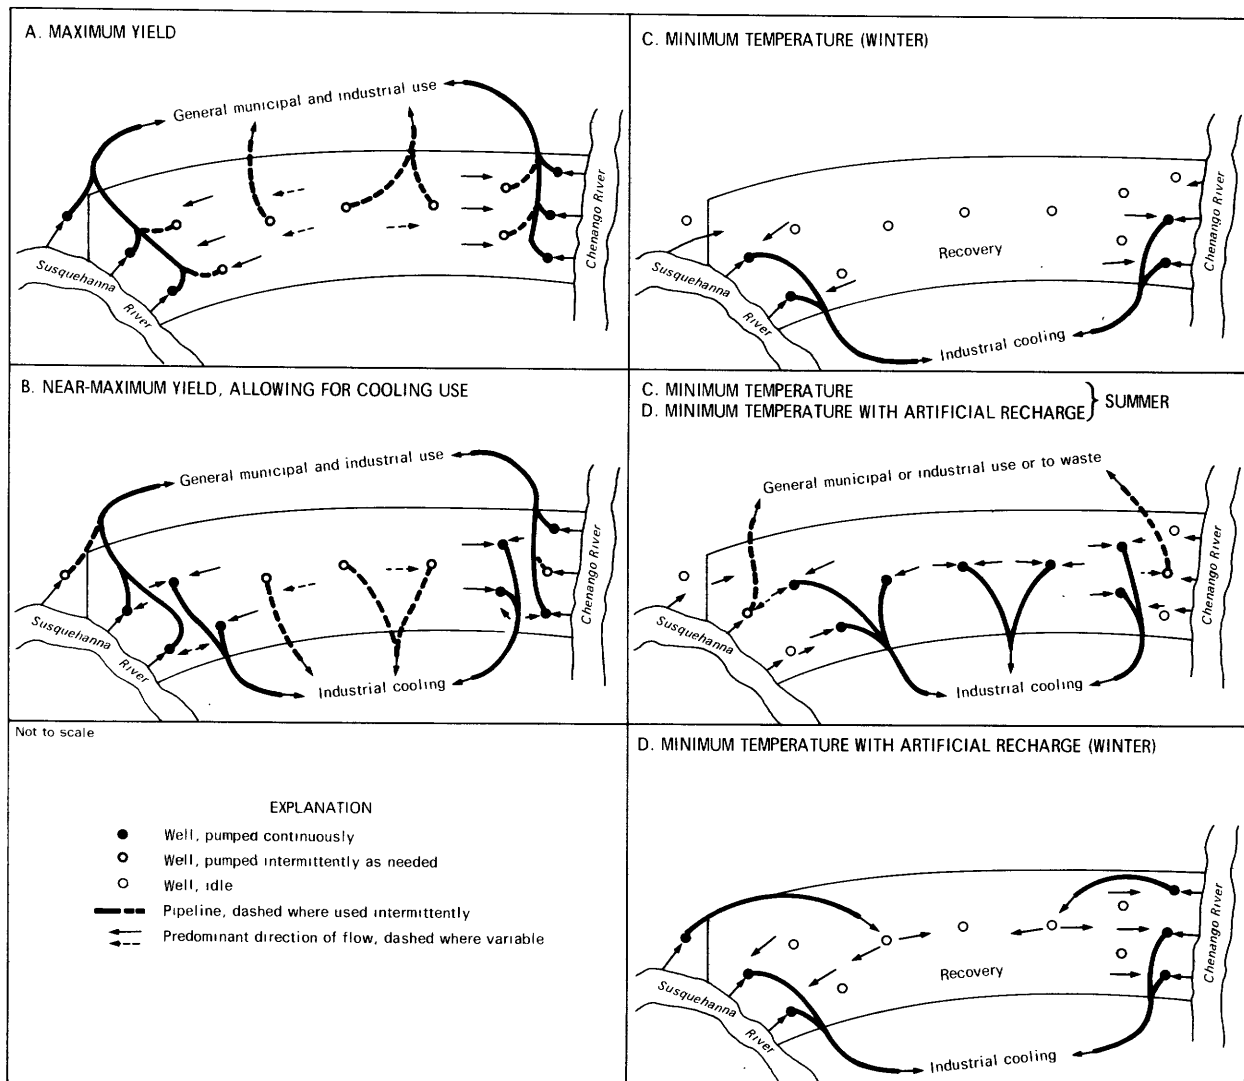 A. MAXIMUM YIELD
General municipal and industrial use
Susquehanna
River
Chenango River
C. MINIMUM TEMPERATURE (WINTER)
Recovery
Susquehanna
River
Chenango River
Industrial cooling
B. NEAR-MAXIMUM YIELD, ALLOWING FOR COOLING USE
General municipal and industrial use
Susquehanna
River
Chenango River
Industrial cooling
C. MINIMUM TEMPERATURE
D. MINIMUM TEMPERATURE WITH ARTIFICIAL RECHARGE } SUMMER
General municipal or industrial use or to waste
Susquehanna
River
Chenango River
Industrial cooling
Not to scale
EXPLANATION
Well, pumped continuously
Well, pumped intermittently as needed
Well, idle
Pipeline, dashed where used intermittently
Predominant direction of flow, dashed where variable
D. MINIMUM TEMPERATURE WITH ARTIFICIAL RECHARGE (WINTER)
Recovery
Susquehanna
River
Chenango River
Industrial cooling